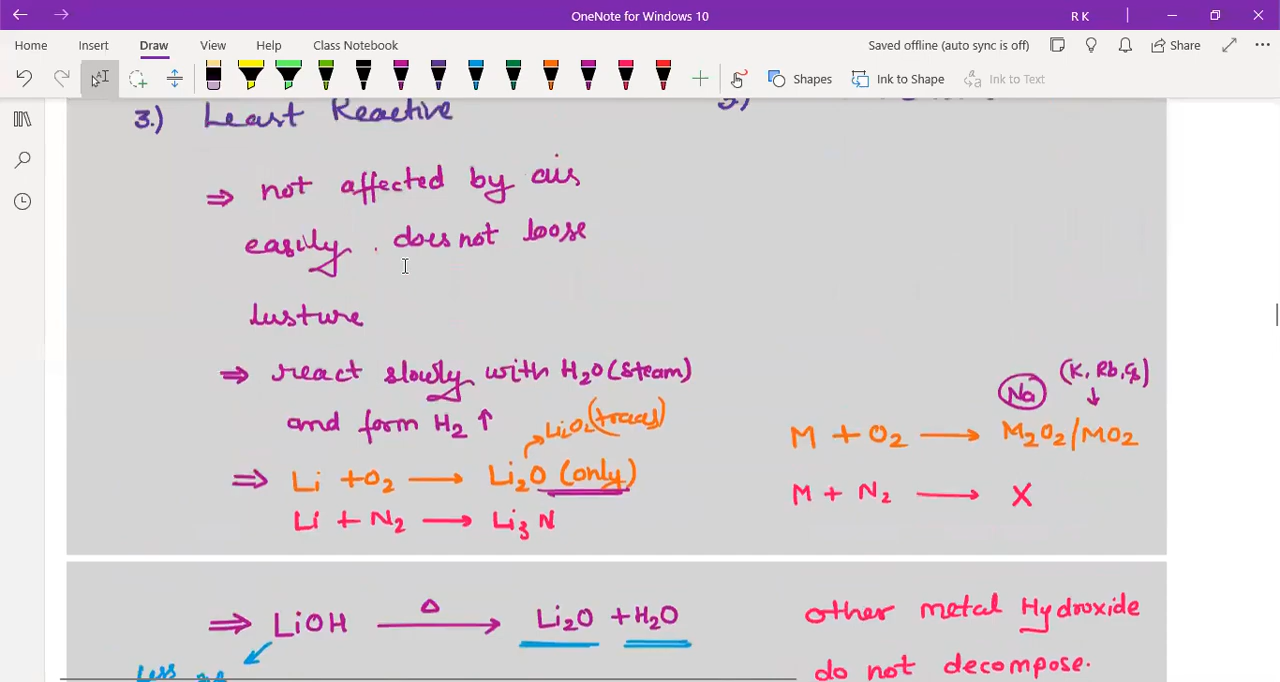 OneNote for Windows 10
R K
Home Insert Draw View Help Class Notebook
Saved offline (auto sync is off) Share
Shapes Ink to Shape Ink to Text
3.) Least Reactive
⇒ not affected by air
easily . does not loose
lusture
⇒ react slowly with H2O (steam)
and form H2 ↑
Li2O2 (traces)
⇒ Li + O2 → Li2O (only)
Li + N2 → Li3N
Na (K, Rb, Cs)
M + O2 → M2O2/MO2
M + N2 → X
⇒ LiOH —Δ→ Li2O + H2O
Less
other metal Hydroxide
do not decompose.